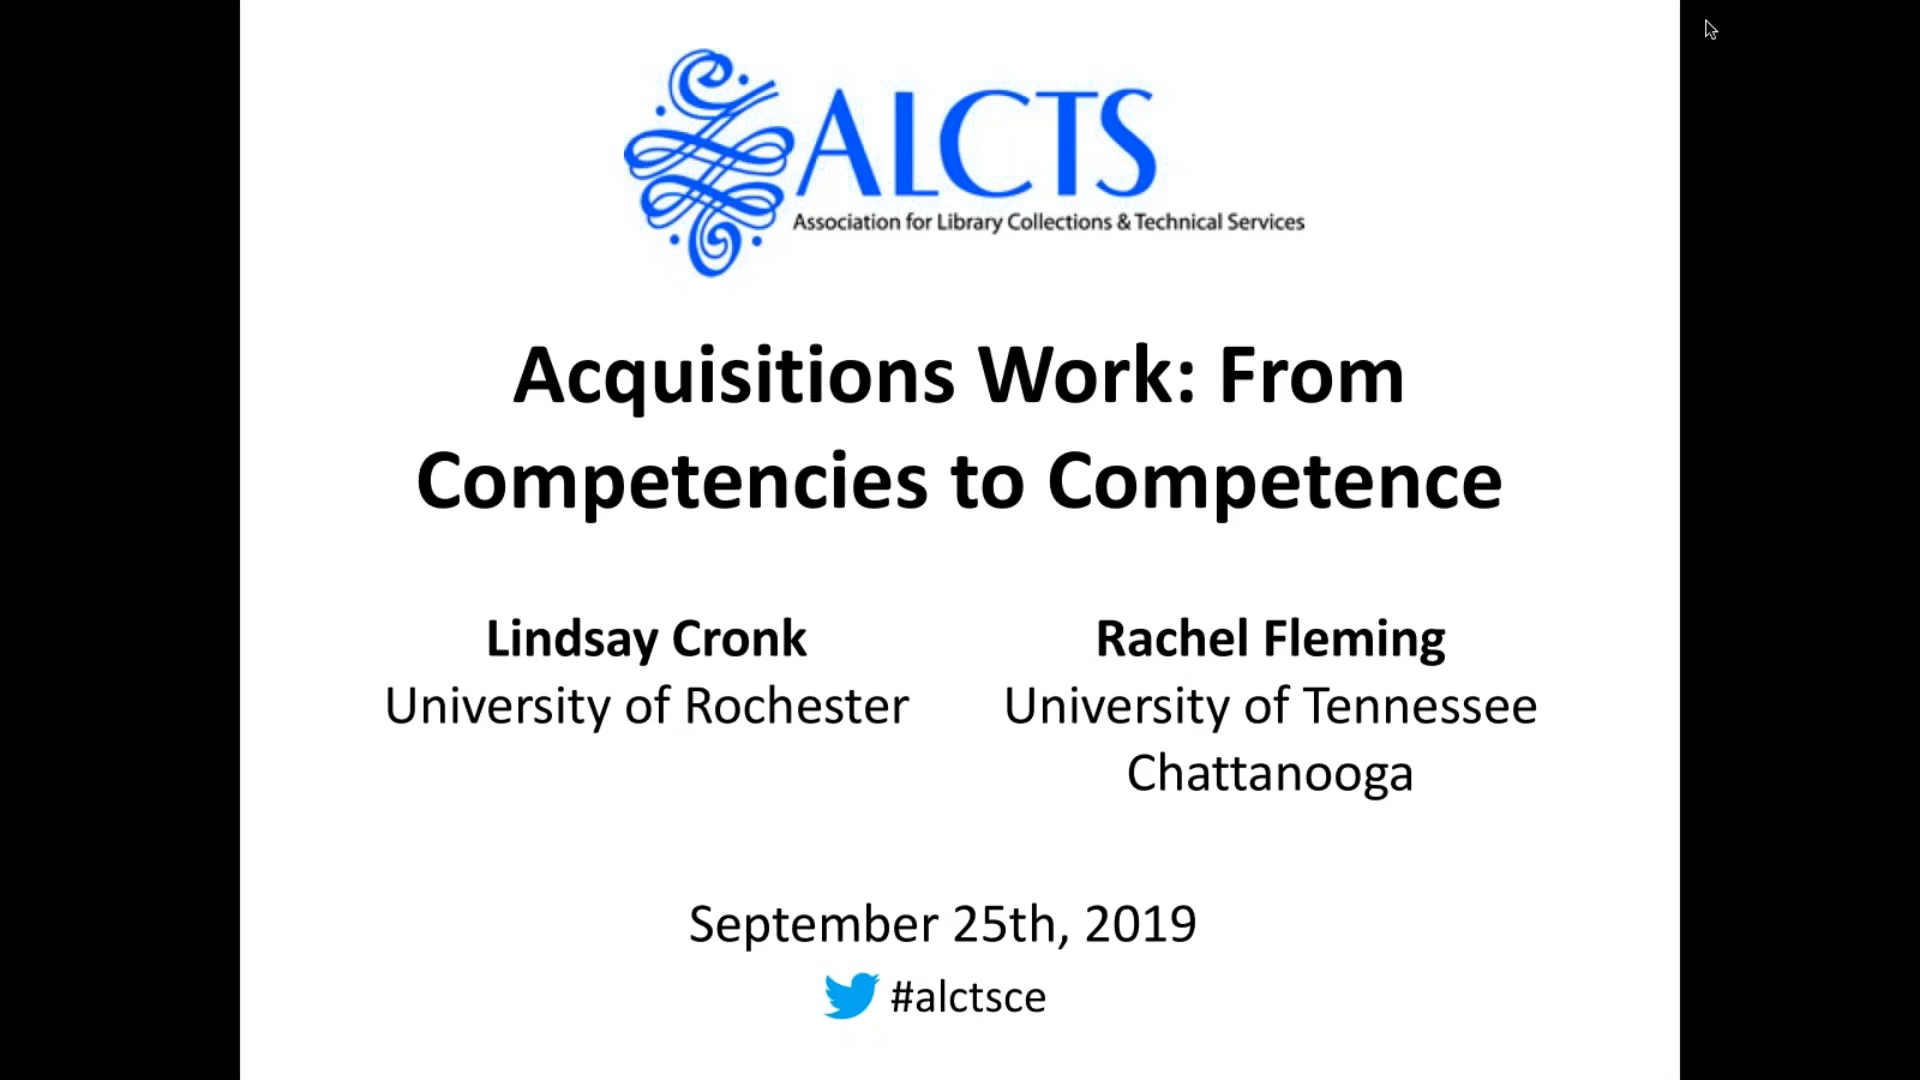 ALCTS
Association for Library Collections & Technical Services
Acquisitions Work: From
Competencies to Competence
Lindsay Cronk
University of Rochester
Rachel Fleming
University of Tennessee
Chattanooga
September 25th, 2019
#alctsce